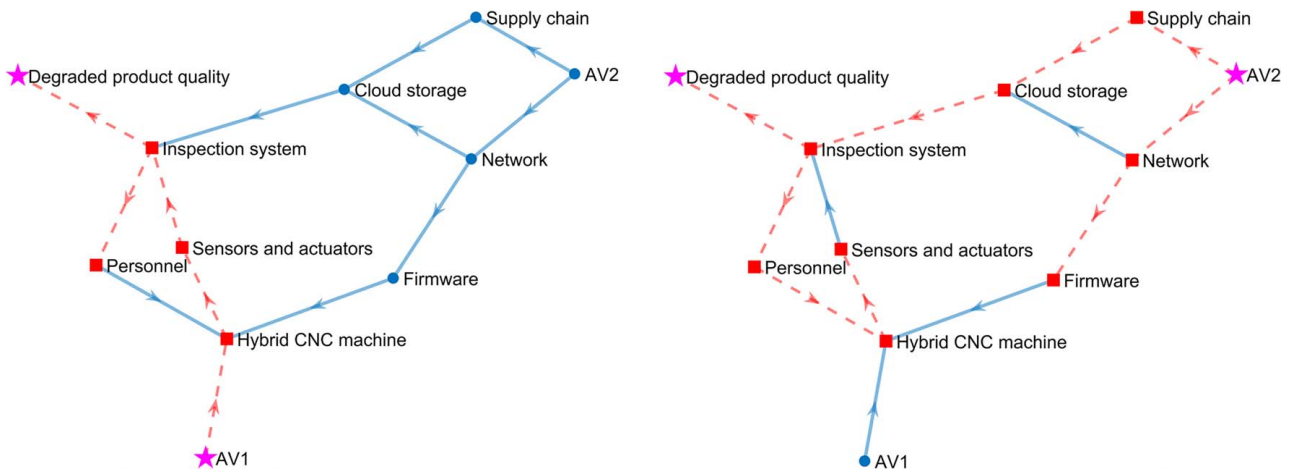 Supply chain
Degraded product quality
AV2
Cloud storage
Inspection system
Network
Sensors and actuators
Personnel
Firmware
Hybrid CNC machine
AV1
Supply chain
Degraded product quality
AV2
Cloud storage
Inspection system
Network
Sensors and actuators
Personnel
Firmware
Hybrid CNC machine
AV1